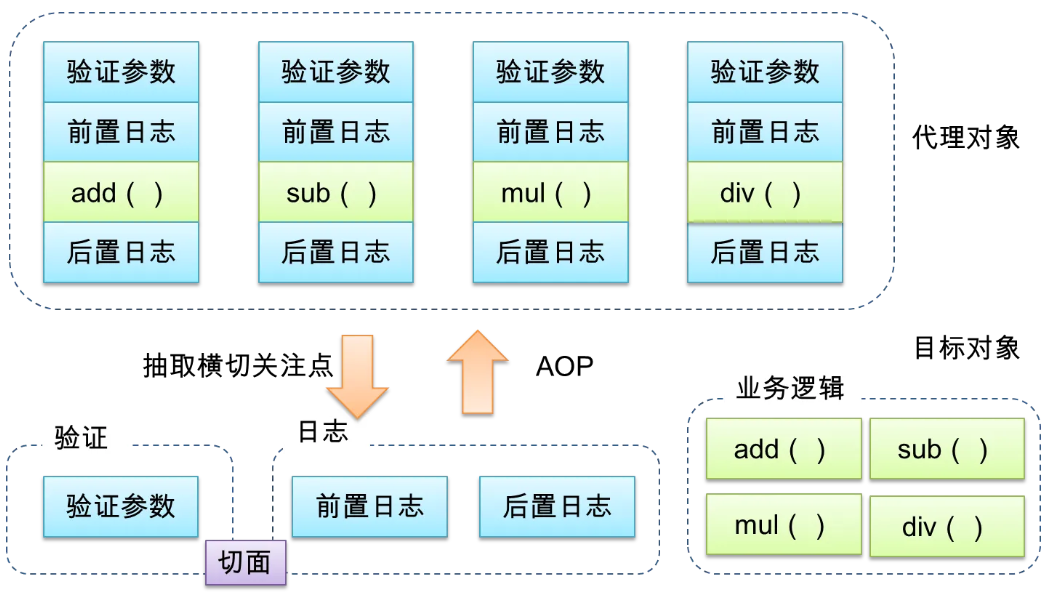 验证参数
验证参数
验证参数
验证参数
前置日志
前置日志
前置日志
前置日志
代理对象
add（ ）
sub（ ）
mul（ ）
div（ ）
后置日志
后置日志
后置日志
后置日志
抽取横切关注点
AOP
目标对象
业务逻辑
验证
日志
add（ ）
sub（ ）
验证参数
前置日志
后置日志
mul（ ）
div（ ）
切面